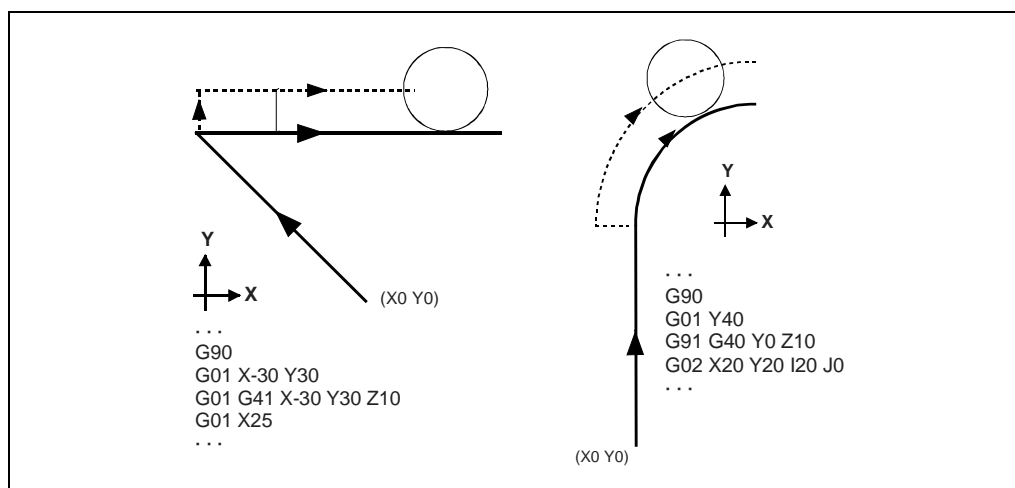 (X0 Y0)
Y
X
. . .
G90
G01 X-30 Y30
G01 G41 X-30 Y30 Z10
G01 X25
. . .
Y
X
. . .
G90
G01 Y40
G91 G40 Y0 Z10
G02 X20 Y20 I20 J0
. . .
(X0 Y0)